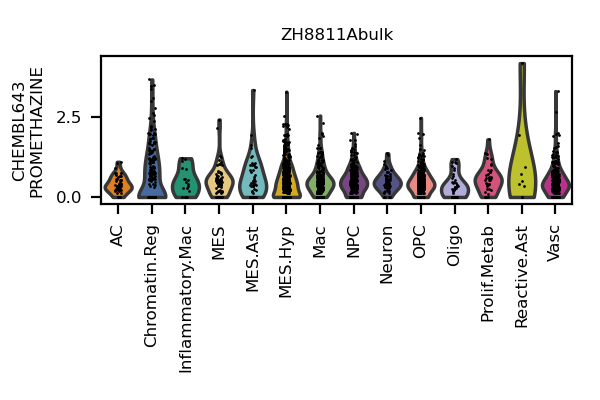 ZH8811Abulk
CHEMBL643
PROMETHAZINE
2.5
0.0
AC
Chromatin.Reg
Inflammatory.Mac
MES
MES.Ast
MES.Hyp
Mac
NPC
Neuron
OPC
Oligo
Prolif.Metab
Reactive.Ast
Vasc